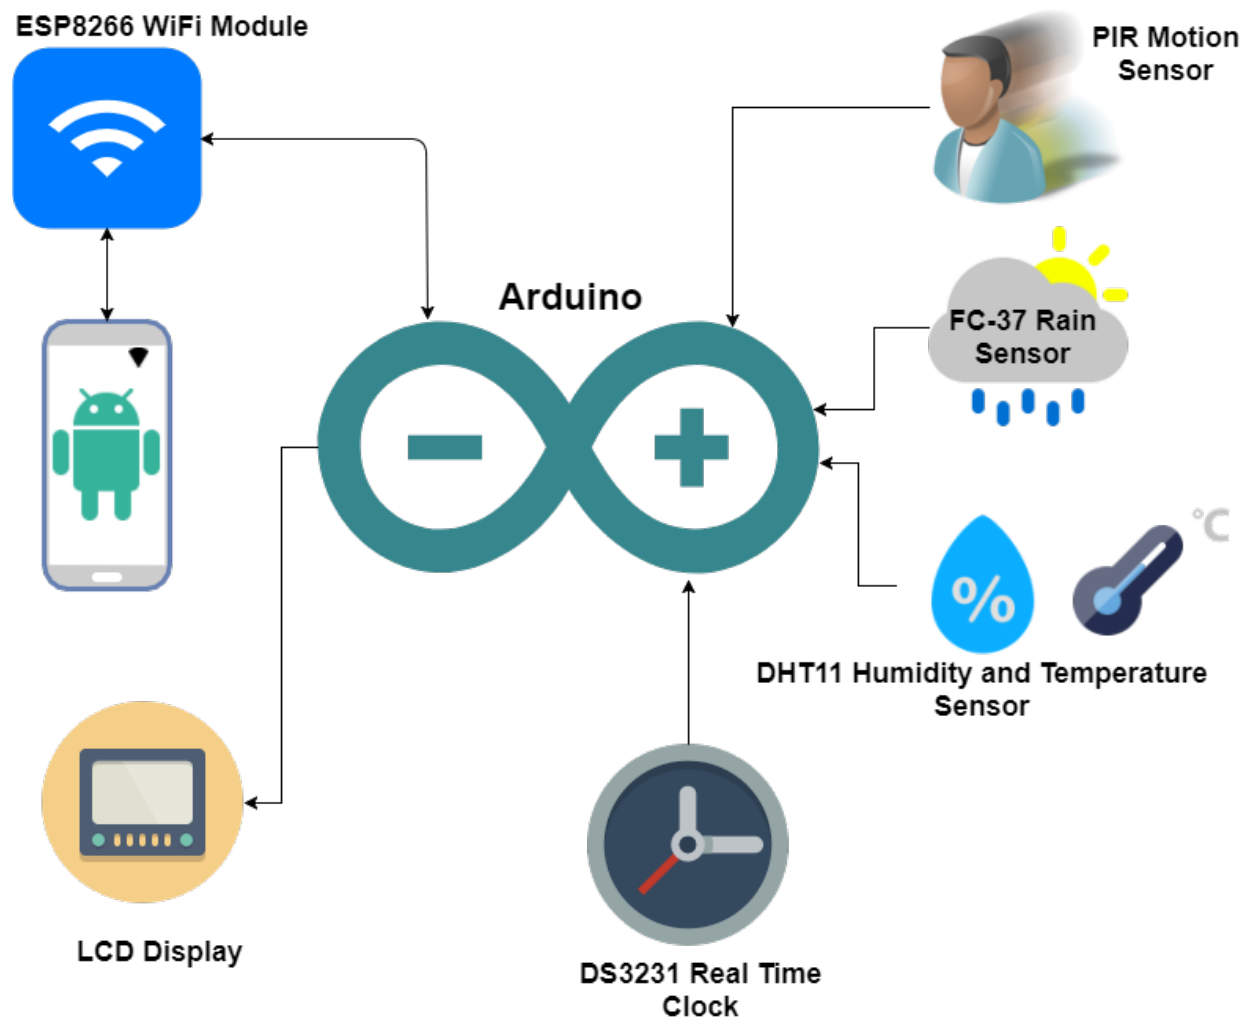 ESP8266 WiFi Module
PIR Motion
Sensor
Arduino
FC-37 Rain
Sensor
°C
%
DHT11 Humidity and Temperature
Sensor
LCD Display
DS3231 Real Time
Clock